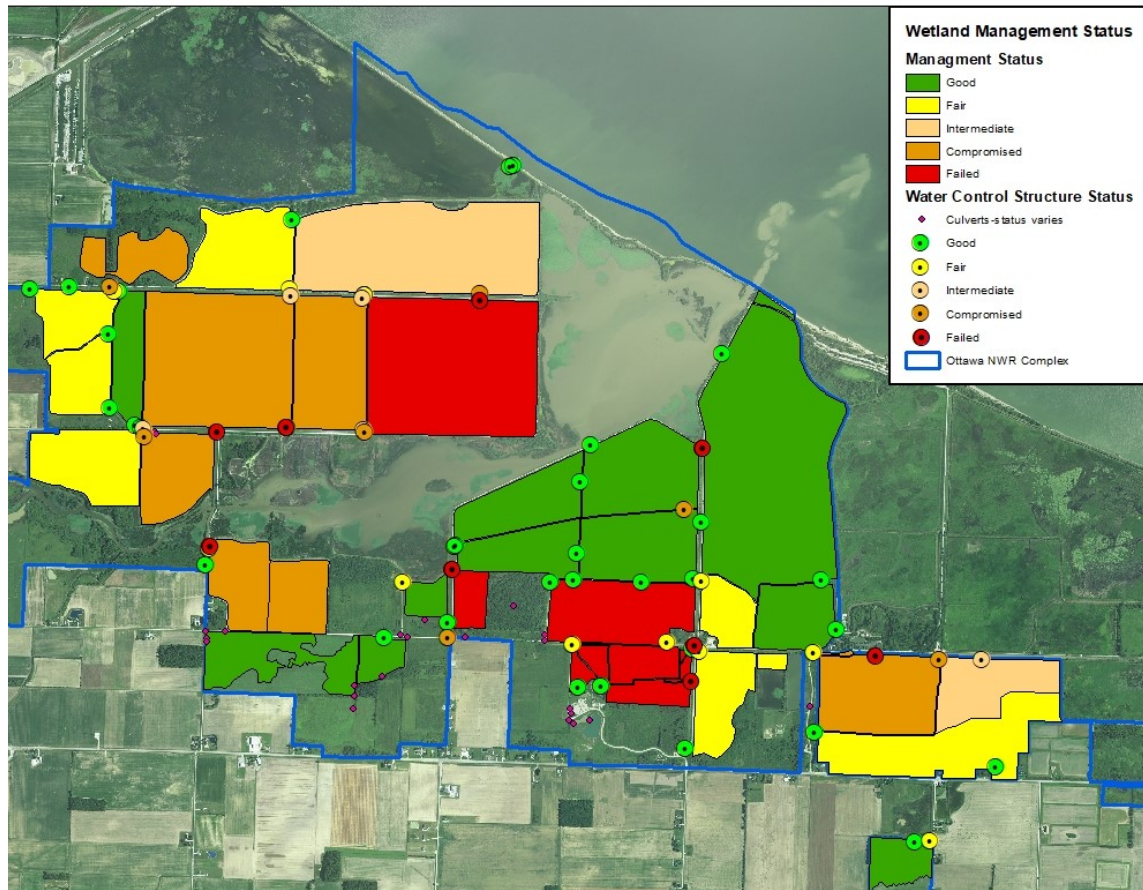 Wetland Management Status
Managment Status
Good
Fair
Intermediate
Compromised
Failed
Water Control Structure Status
Culverts-status varies
Good
Fair
Intermediate
Compromised
Failed
Ottawa NWR Complex